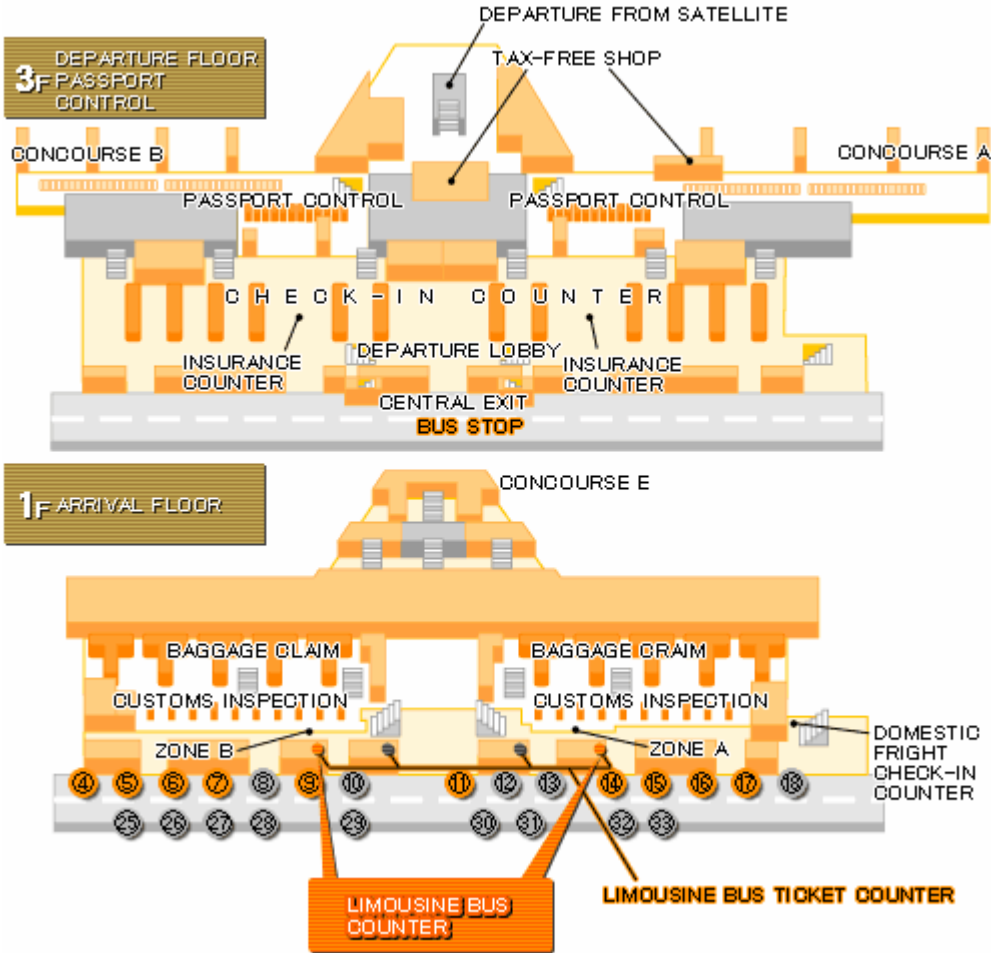 DEPARTURE FROM SATELLITE
3F DEPARTURE FLOOR
PASSPORT
CONTROL
TAX-FREE SHOP
CONCOURSE B
CONCOURSE A
PASSPORT CONTROL
PASSPORT CONTROL
CHECK-IN COUNTER
DEPARTURE LOBBY
INSURANCE
COUNTER
INSURANCE
COUNTER
CENTRAL EXIT
BUS STOP
1F ARRIVAL FLOOR
CONCOURSE E
BAGGAGE CLAIM
BAGGAGE CRAIM
CUSTOMS INSPECTION
CUSTOMS INSPECTION
ZONE B
ZONE A
DOMESTIC
FRIGHT
CHECK-IN
COUNTER
4 5 6 7 8 9 10 11 12 13 14 15 16 17 18
25 26 27 28 29 30 31 32 33
LIMOUSINE BUS TICKET COUNTER
LIMOUSINE BUS
COUNTER